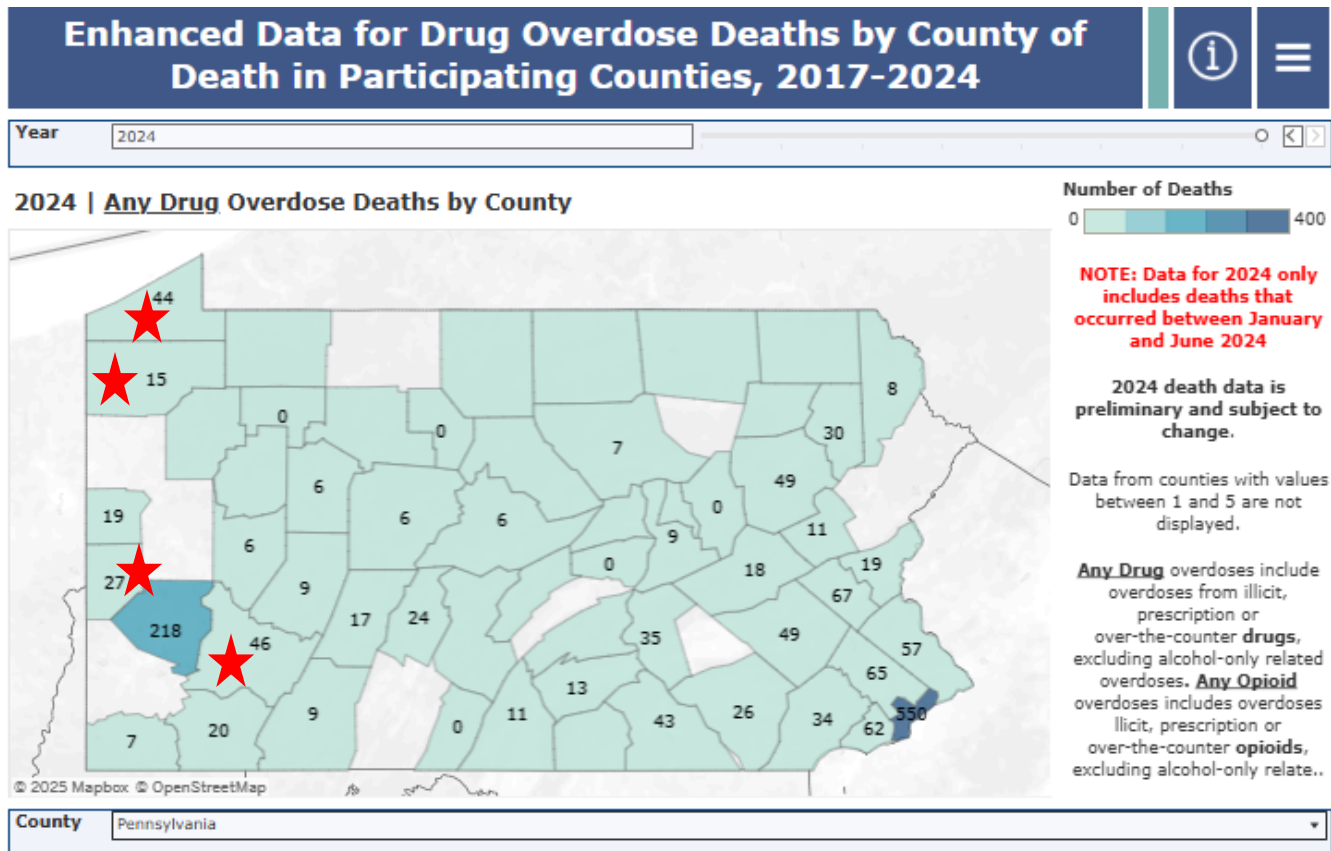 Enhanced Data for Drug Overdose Deaths by County of
Death in Participating Counties, 2017-2024
Year
2024
2024 | Any Drug Overdose Deaths by County
Number of Deaths
0
400
NOTE: Data for 2024 only
includes deaths that
occurred between January
and June 2024
2024 death data is
preliminary and subject to
change.
Data from counties with values
between 1 and 5 are not
displayed.
Any Drug overdoses include
overdoses from illicit,
prescription or
over-the-counter drugs,
excluding alcohol-only related
overdoses. Any Opioid
overdoses includes overdoses
llicit, prescription or
over-the-counter opioids,
excluding alcohol-only relate..
44
15
8
0
0
7
30
6
49
19
6
6
0
11
6
9
27
9
0
18
19
67
218
46
17
24
35
49
57
65
13
7
20
9
0
11
43
26
34
62
550
© 2025 Mapbox © OpenStreetMap
County
Pennsylvania